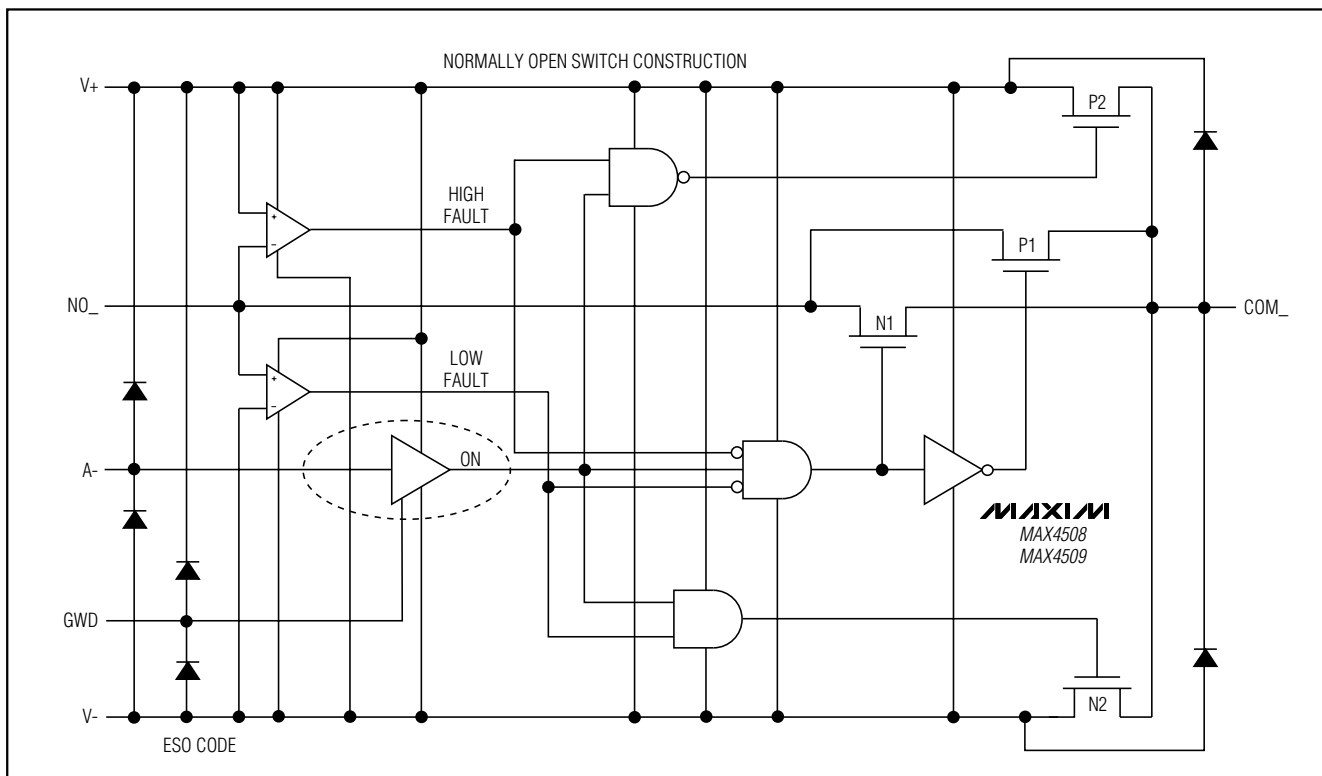 NORMALLY OPEN SWITCH CONSTRUCTION
V+
P2
HIGH
FAULT
+
−
P1
NO_
COM_
N1
LOW
FAULT
+
−
ON
A-
MAXIM
MAX4508
MAX4509
GWD
N2
V-
ESO CODE